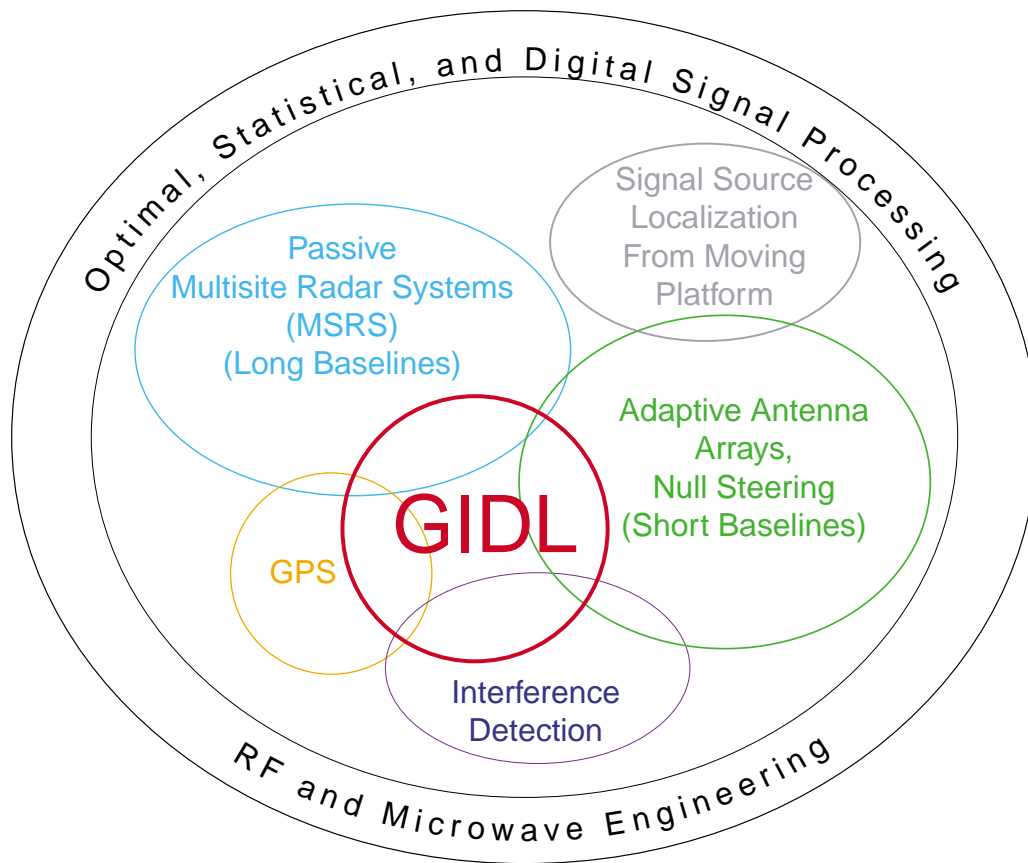 Optimal, Statistical, and Digital Signal Processing
Signal Source
Localization
From Moving
Platform
Passive
Multisite Radar Systems
(MSRS)
(Long Baselines)
Adaptive Antenna
Arrays,
Null Steering
(Short Baselines)
GIDL
GPS
Interference
Detection
RF and Microwave Engineering